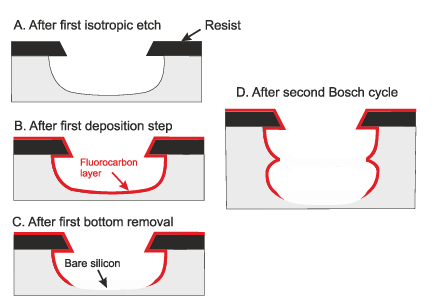 A. After first isotropic etch
Resist
B. After first deposition step
Fluorocarbon
layer
C. After first bottom removal
Bare silicon
D. After second Bosch cycle